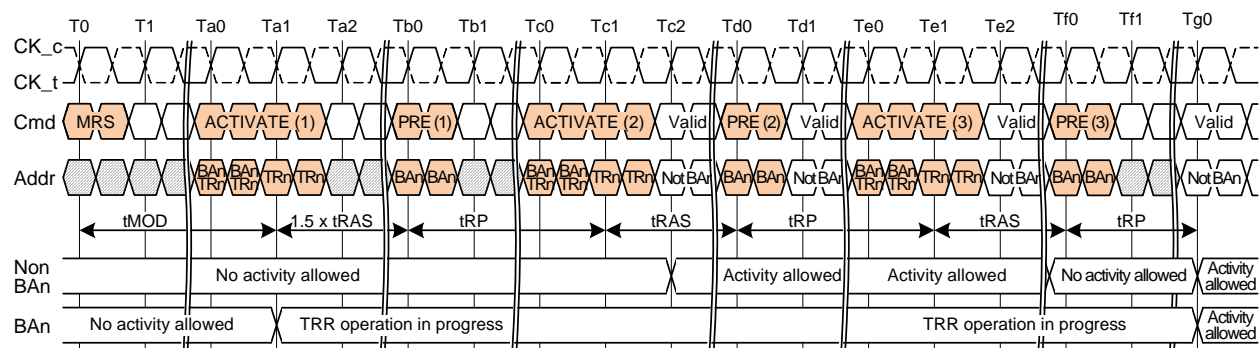 T0 T1 Ta0 Ta1 Ta2 Tb0 Tb1 Tc0 Tc1 Tc2 Td0 Td1 Te0 Te1 Te2 Tf0 Tf1 Tg0
CK_c
CK_t
Cmd MRS ACTIVATE (1) PRE (1) ACTIVATE (2) Valid PRE (2) Valid ACTIVATE (3) Valid PRE (3) Valid
Addr BAn TRn BAn TRn TRn TRn BAn BAn BAn TRn BAn TRn TRn TRn Not BAn BAn BAn Not BAn BAn TRn BAn TRn TRn TRn Not BAn BAn BAn Not BAn
tMOD 1.5 x tRAS tRP tRAS tRP tRAS tRP
Non BAn No activity allowed Activity allowed Activity allowed No activity allowed Activity allowed
BAn No activity allowed TRR operation in progress TRR operation in progress Activity allowed